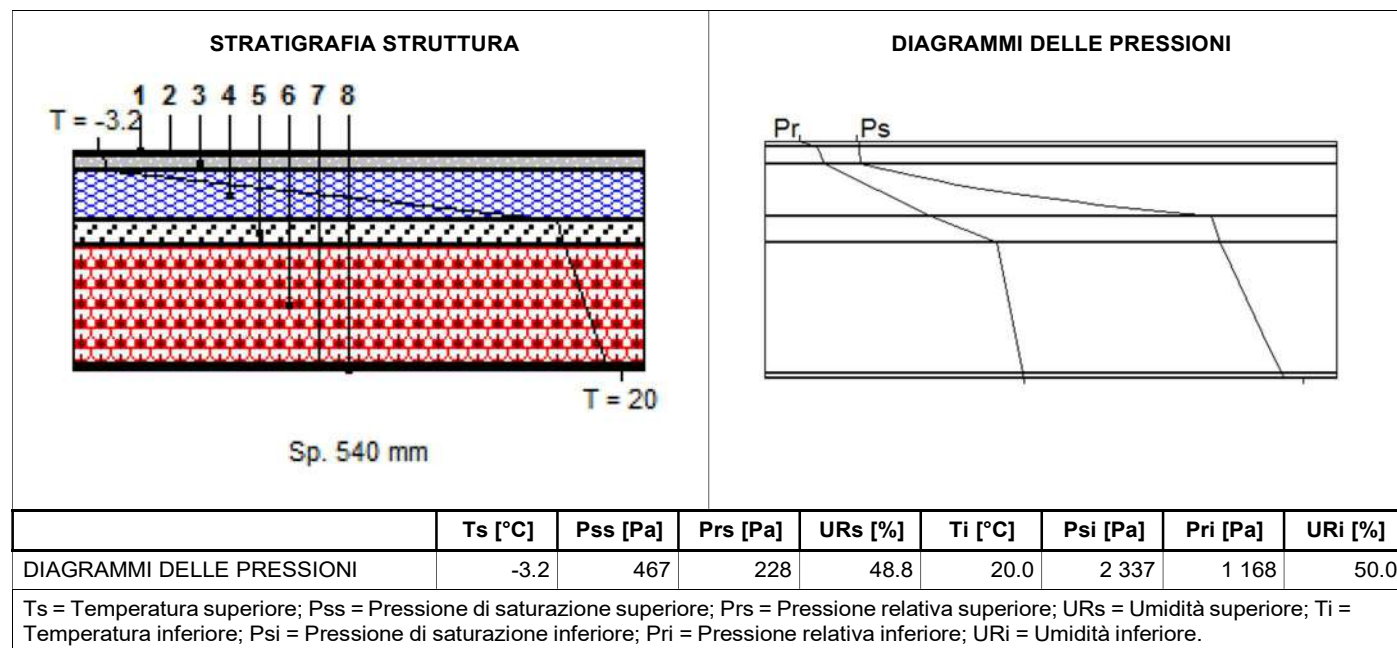 STRATIGRAFIA STRUTTURA
1 2 3 4 5 6 7 8
T = -3.2
T = 20
Sp. 540 mm
DIAGRAMMI DELLE PRESSIONI
Pr Ps
Ts [°C] Pss [Pa] Prs [Pa] URs [%] Ti [°C] Psi [Pa] Pri [Pa] URi [%]
DIAGRAMMI DELLE PRESSIONI -3.2 467 228 48.8 20.0 2 337 1 168 50.0
Ts = Temperatura superiore; Pss = Pressione di saturazione superiore; Prs = Pressione relativa superiore; URs = Umidità superiore; Ti =
Temperatura inferiore; Psi = Pressione di saturazione inferiore; Pri = Pressione relativa inferiore; URi = Umidità inferiore.